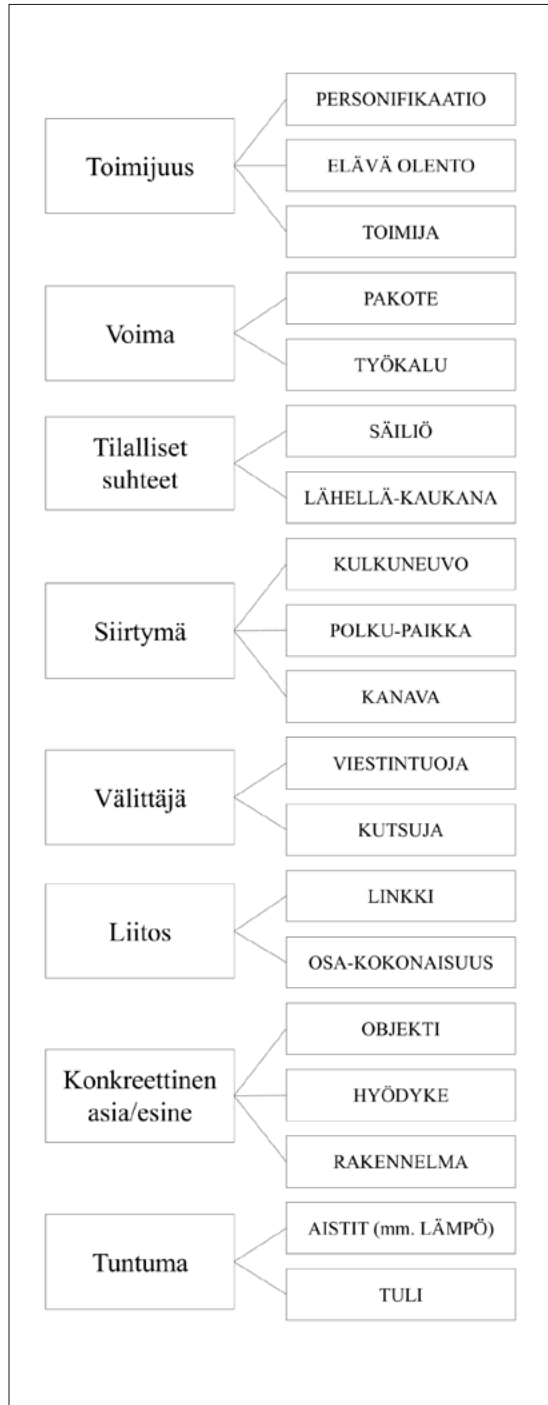 Toimijuus
PERSONIFIKAATIO
ELÄVÄ OLENTO
TOIMIJA
Voima
PAKOTE
TYÖKALU
Tilalliset
suhteet
SÄILIÖ
LÄHELLÄ-KAUKANA
Siirtymä
KULKUNEUVO
POLKU-PAIKKA
KANAVA
Välittäjä
VIESTINTUOJA
KUTSUJA
Liitos
LINKKI
OSA-KOKONAISUUS
Konkreettinen
asia/esine
OBJEKTI
HYÖDYKE
RAKENNELMA
Tuntuma
AISTIT (mm. LÄMPÖ)
TULI